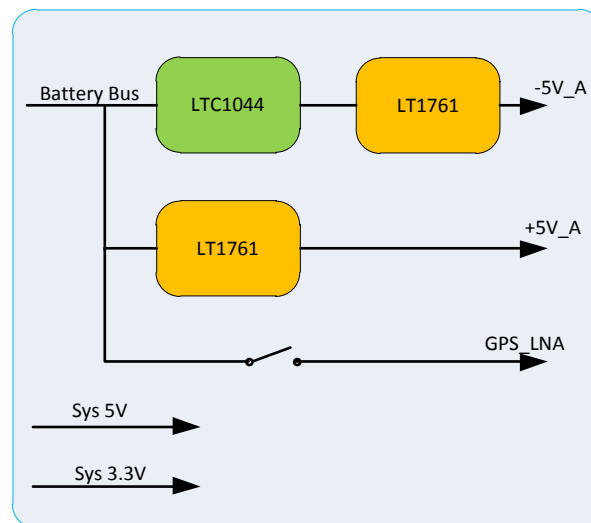 Battery Bus
LTC1044
LT1761
-5V_A
LT1761
+5V_A
GPS_LNA
Sys 5V
Sys 3.3V